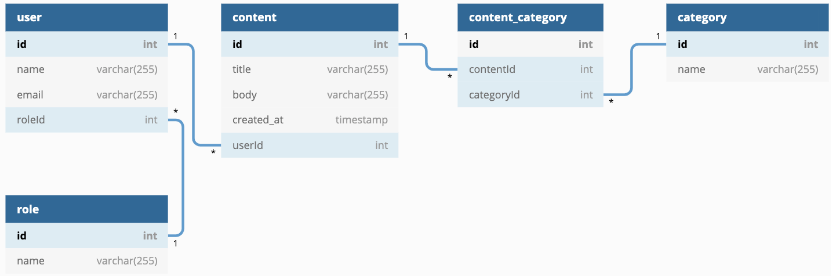 user
id int
name varchar(255)
email varchar(255)
roleId int
1
*
*
1
role
id int
name varchar(255)
content
id int
title varchar(255)
body varchar(255)
created_at timestamp
userId int
1
*
content_category
id int
contentId int
categoryId int
*
1
category
id int
name varchar(255)